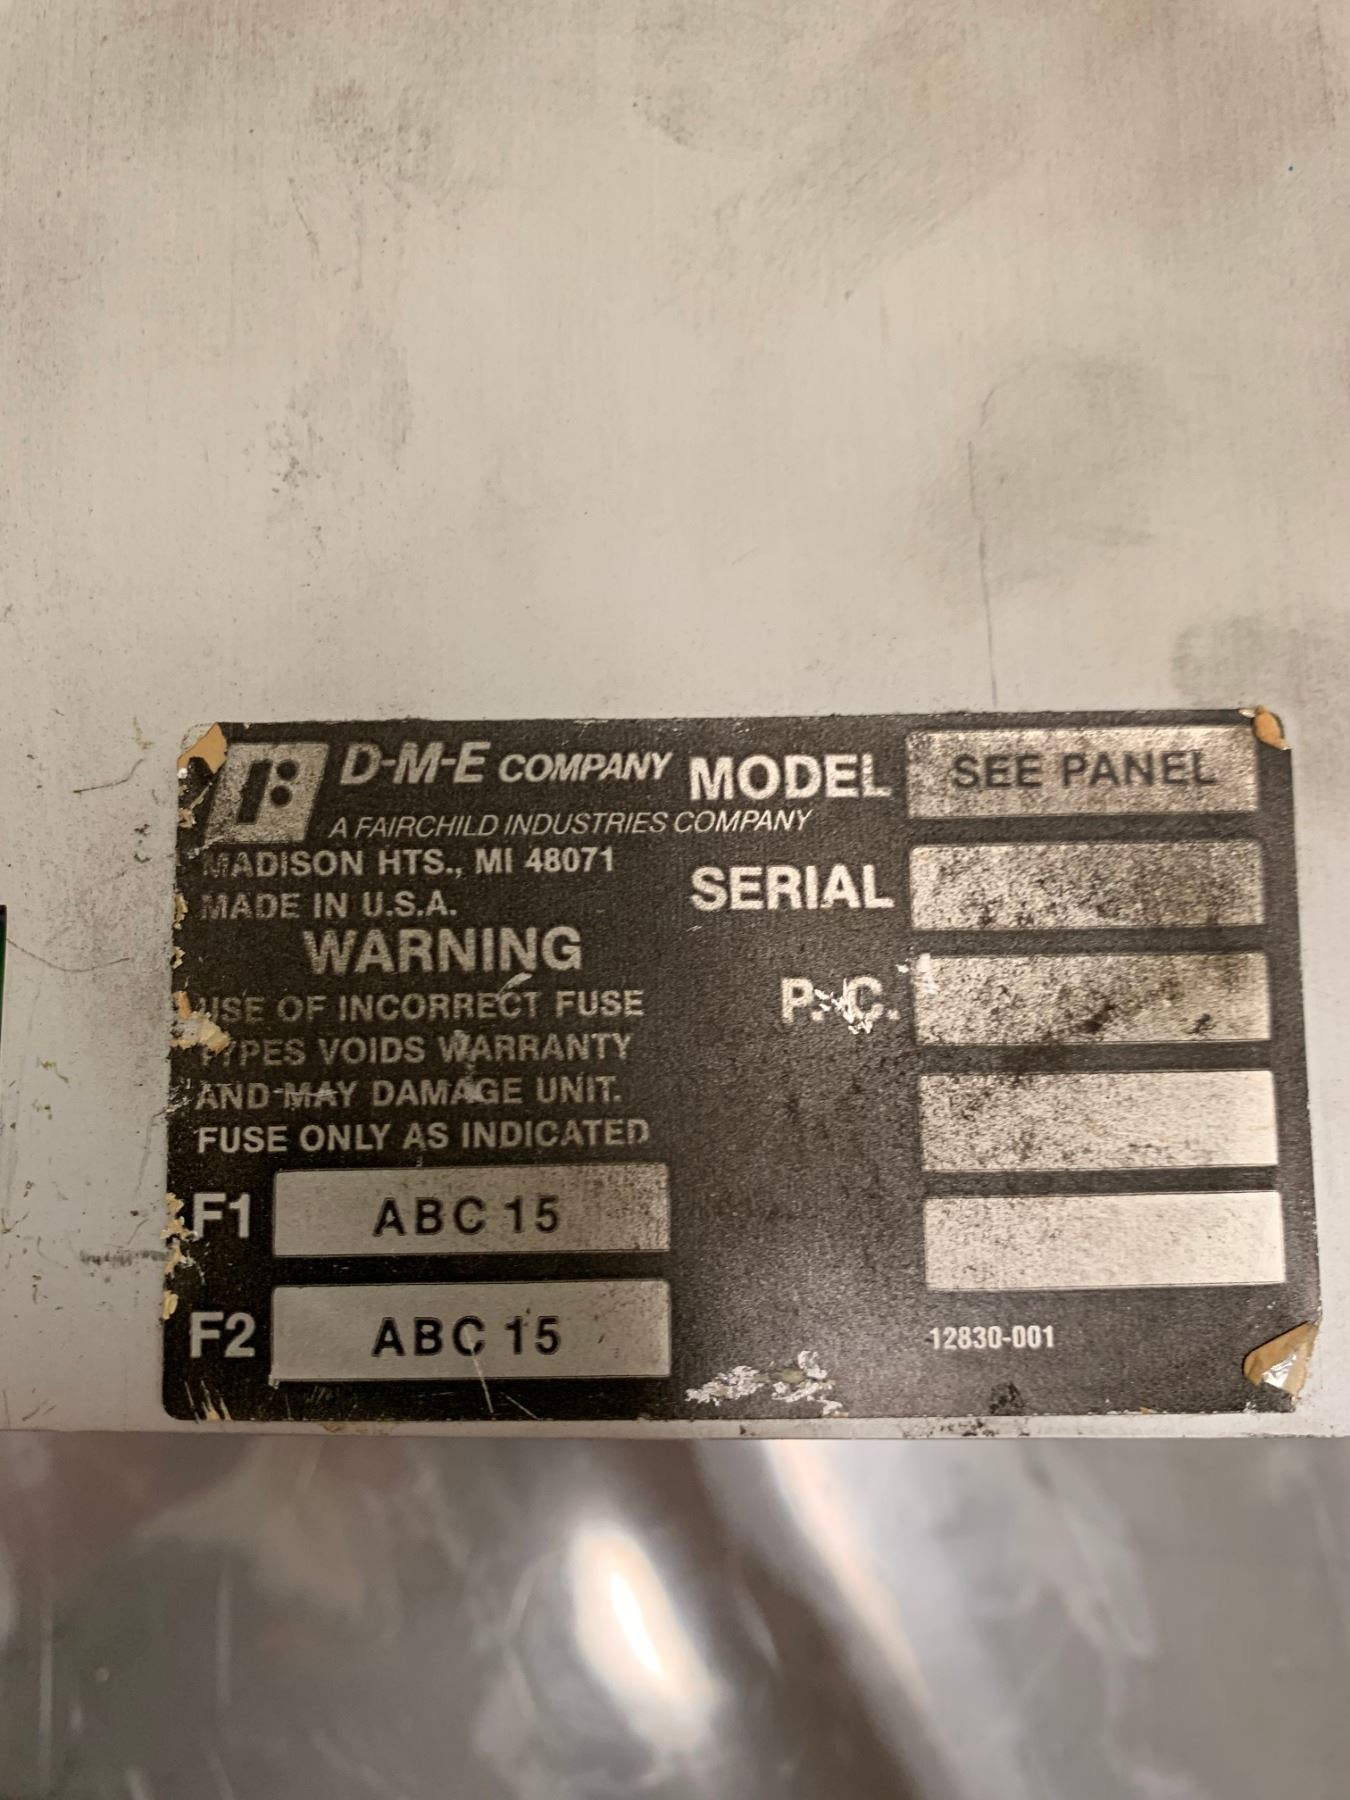 D-M-E COMPANY
A FAIRCHILD INDUSTRIES COMPANY
MADISON HTS., MI 48071
MADE IN U.S.A.
WARNING
USE OF INCORRECT FUSE
TYPES VOIDS WARRANTY
AND MAY DAMAGE UNIT.
FUSE ONLY AS INDICATED
F1 ABC 15
F2 ABC 15
MODEL SEE PANEL
SERIAL
P. C.
12830-001